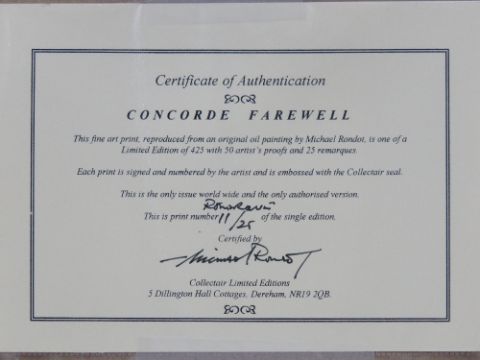 Certificate of Authentication
CONCORDE FAREWELL
This fine art print, reproduced from an original oil painting by Michael Rondot, is one of a
Limited Edition of 425 with 50 artist's proofs and 25 remarques.
Each print is signed and numbered by the artist and is embossed with the Collectair seal.
This is the only issue world wide and the only authorised version.
This is print number 11/25 of the single edition.
Certified by
Michael Rondot
Collectair Limited Editions
5 Dillington Hall Cottages, Dereham, NR19 2QB.